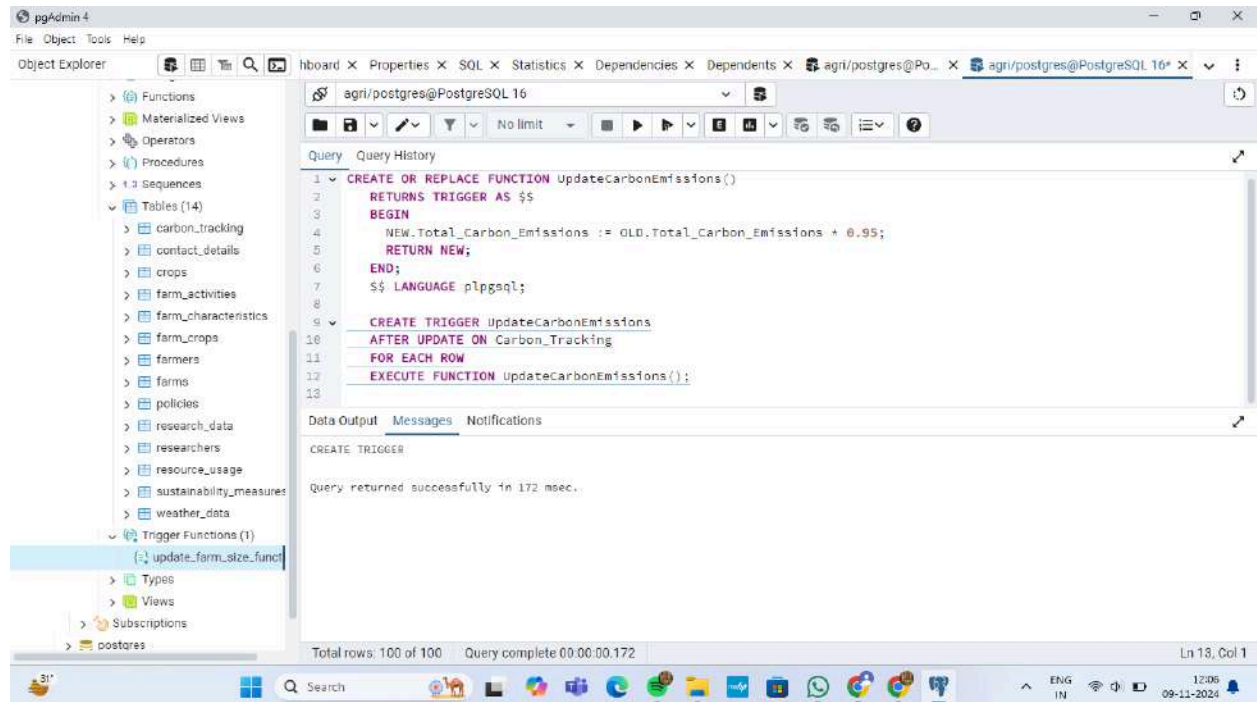 pgAdmin 4
File Object Tools Help
Object Explorer
hboard Properties SQL Statistics Dependencies Dependents agri/postgres@Po... agri/postgres@PostgreSQL 16*
Functions
Materialized Views
Operators
Procedures
1..3 Sequences
Tables (14)
carbon_tracking
contact_details
crops
farm_activities
farm_characteristics
farm_crops
farmers
farms
policies
research_data
researchers
resource_usage
sustainability_measures
weather_data
Trigger Functions (1)
update_farm_size_funct
Types
Views
Subscriptions
postgres
agri/postgres@PostgreSQL 16
No limit
Query Query History
1 CREATE OR REPLACE FUNCTION UpdateCarbonEmissions()
2 RETURNS TRIGGER AS $$
3 BEGIN
4 NEW.Total_Carbon_Emissions := OLD.Total_Carbon_Emissions * 0.95;
5 RETURN NEW;
6 END;
7 $$ LANGUAGE plpgsql;
8
9 CREATE TRIGGER UpdateCarbonEmissions
10 AFTER UPDATE ON Carbon_Tracking
11 FOR EACH ROW
12 EXECUTE FUNCTION UpdateCarbonEmissions();
13
Data Output Messages Notifications
CREATE TRIGGER
Query returned successfully in 172 msec.
Total rows: 100 of 100 Query complete 00:00:00.172 Ln 13, Col 1
31°
Search
ENG
IN
12:06
09-11-2024